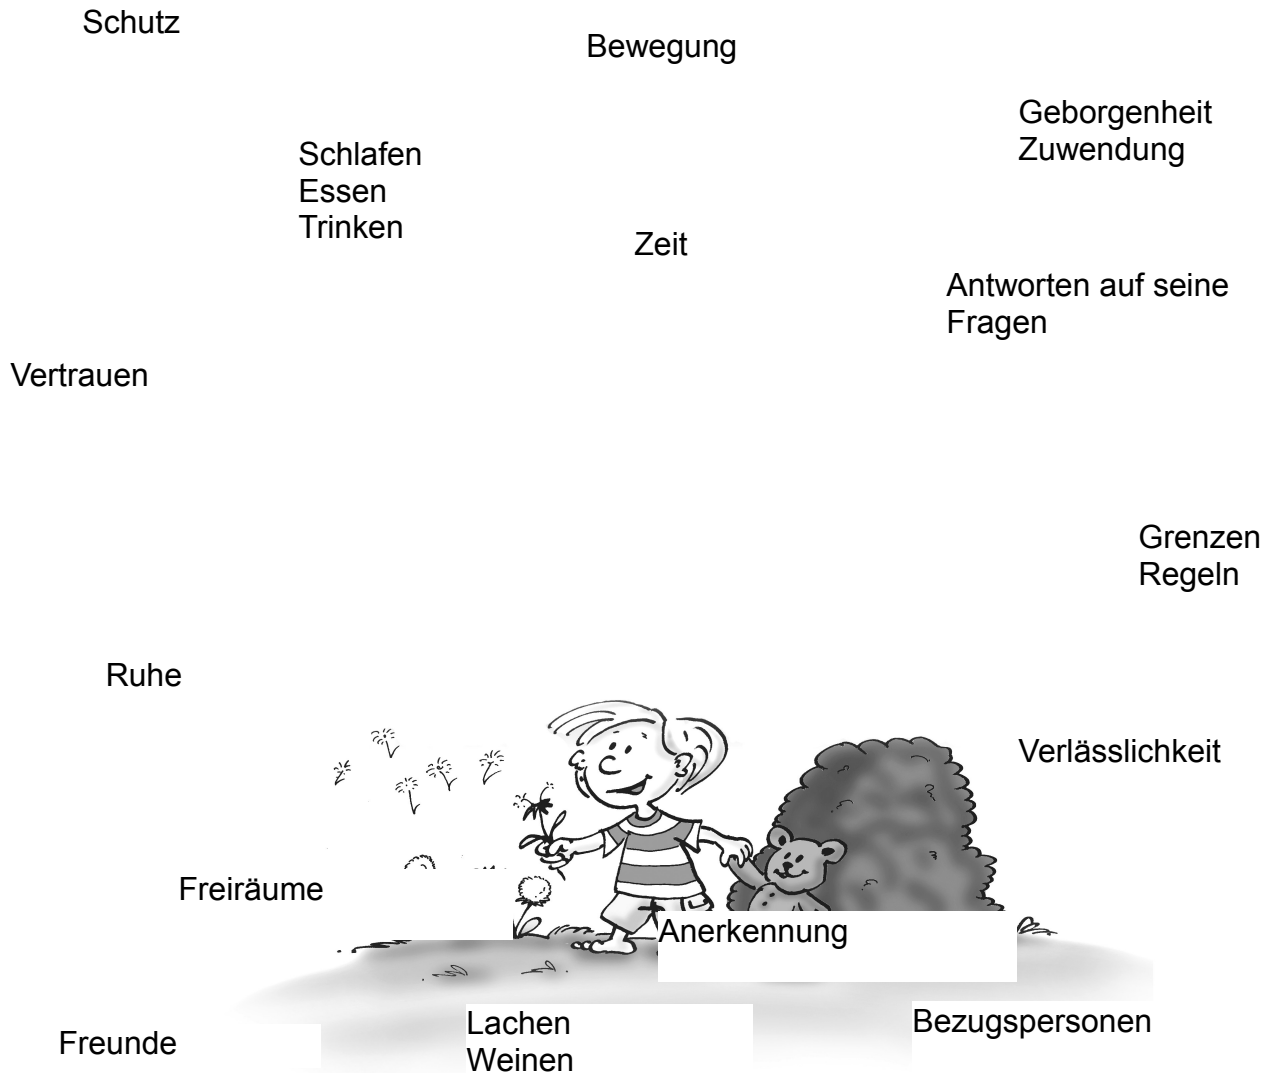 Schutz
Bewegung
Geborgenheit
Zuwendung
Schlafen
Essen
Trinken
Zeit
Antworten auf seine
Fragen
Vertrauen
Grenzen
Regeln
Ruhe
Verlässlichkeit
Freiräume
Anerkennung
Freunde
Lachen
Weinen
Bezugspersonen